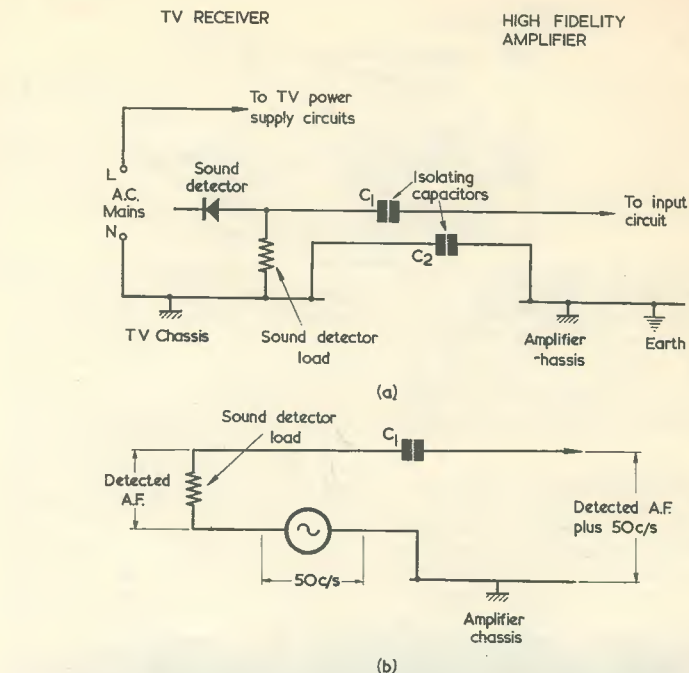 TV RECEIVER
HIGH FIDELITY
AMPLIFIER
To TV power
supply circuits
L
A.C.
Mains
N
Sound
detector
C1
Isolating
capacitors
To input
circuit
C2
TV Chassis
Sound detector
load
Amplifier
-hassis
Earth
(a)
Sound detector
load
C1
Detected
A.F.
Detected A.F.
plus 50c/s
50c/s
Amplifier
chassis
(b)